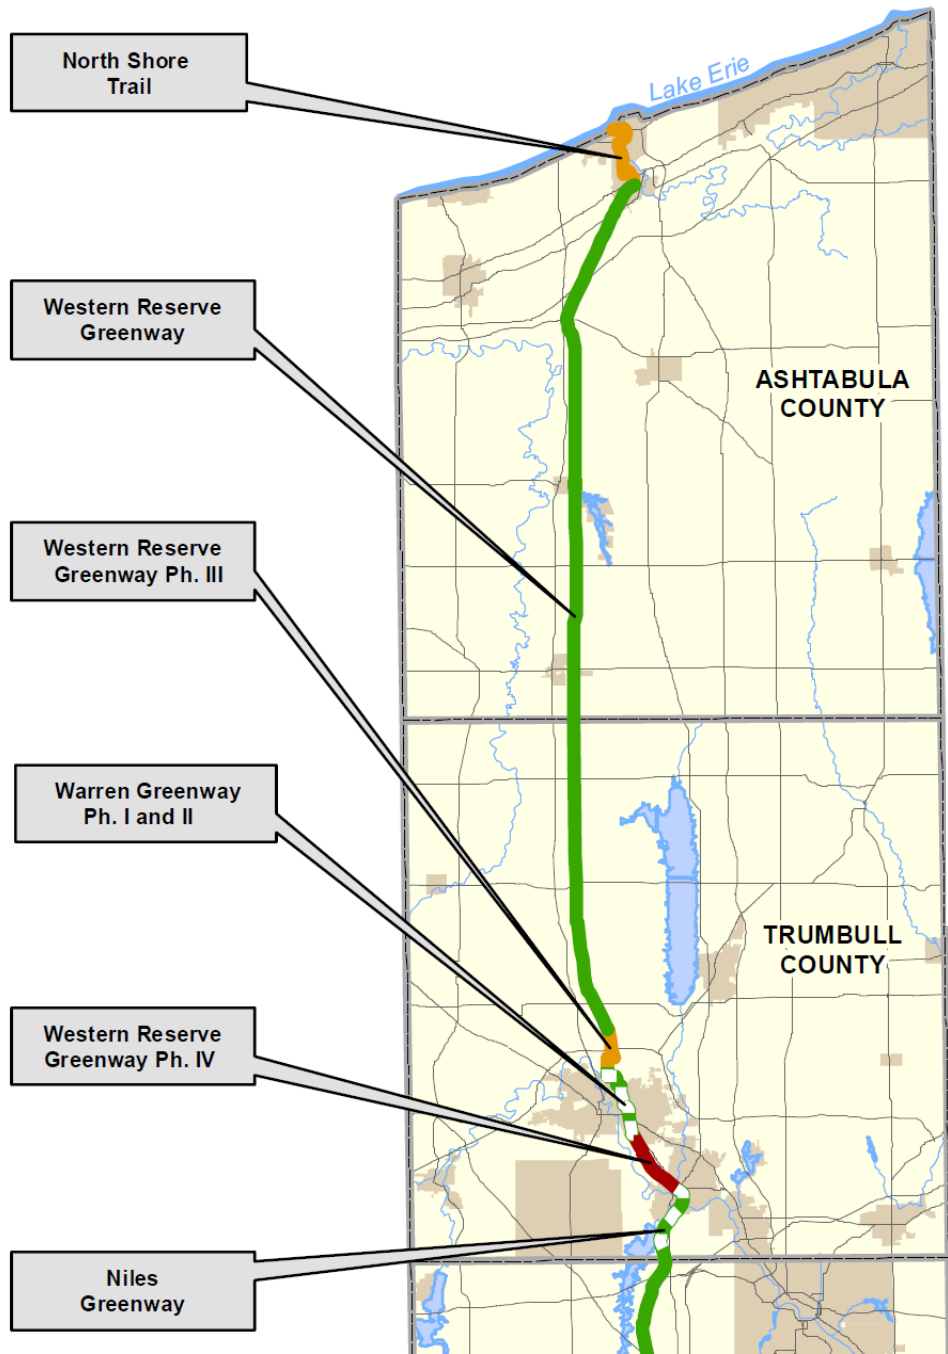 North Shore
Trail
Lake Erie
Western Reserve
Greenway
ASHTABULA
COUNTY
Western Reserve
Greenway Ph. III
Warren Greenway
Ph. I and II
TRUMBULL
COUNTY
Western Reserve
Greenway Ph. IV
Niles
Greenway